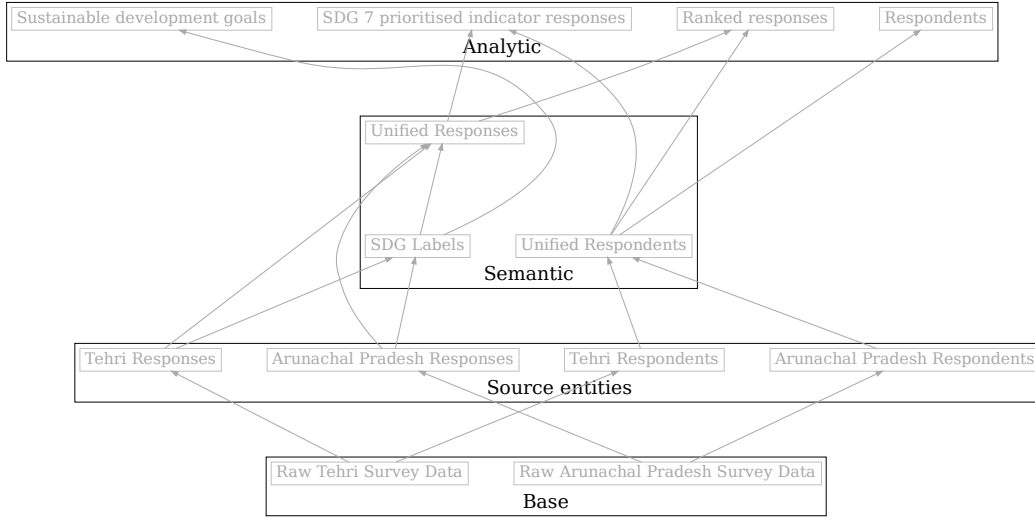 Sustainable development goals
SDG 7 prioritised indicator responses
Ranked responses
Respondents
Analytic
Unified Responses
SDG Labels
Unified Respondents
Semantic
Tehri Responses
Arunachal Pradesh Responses
Tehri Respondents
Arunachal Pradesh Respondents
Source entities
Raw Tehri Survey Data
Raw Arunachal Pradesh Survey Data
Base